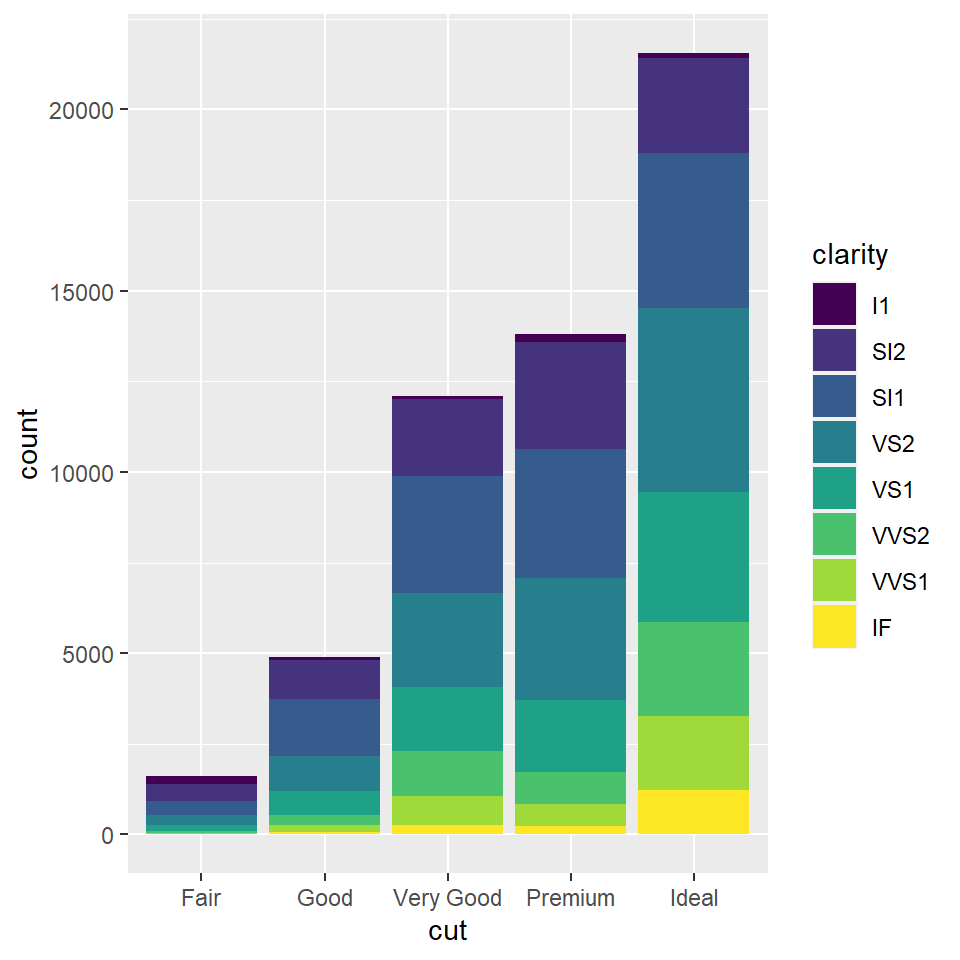 20000
15000
10000
5000
0
count
Fair Good Very Good Premium Ideal
cut
clarity
I1
SI2
SI1
VS2
VS1
VVS2
VVS1
IF